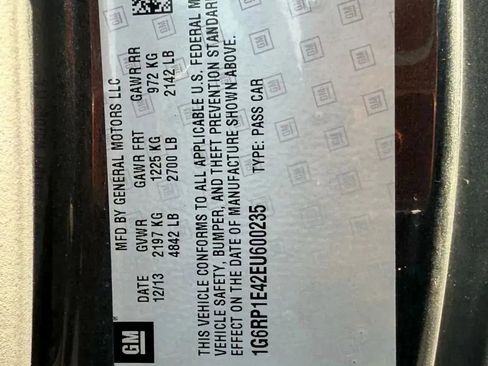 GM
MFD BY GENERAL MOTORS LLC
DATE GVWR GAWR FRT GAWR RR
12/13 2197 KG 1225 KG 972 KG
4842 LB 2700 LB 2142 LB
THIS VEHICLE CONFORMS TO ALL APPLICABLE U.S. FEDERAL M
VEHICLE SAFETY, BUMPER, AND THEFT PREVENTION STANDAR
EFFECT ON THE DATE OF MANUFACTURE SHOWN ABOVE.
1G6RP1E42EU600235 TYPE: PASS CAR